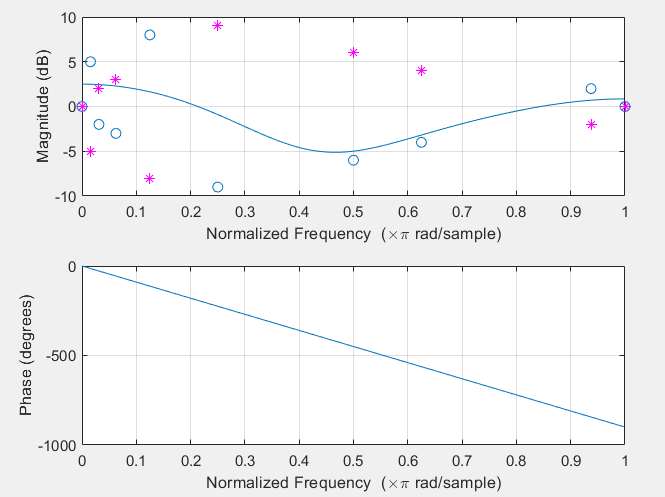 10
5
0
-5
-10
Magnitude (dB)
0 0.1 0.2 0.3 0.4 0.5 0.6 0.7 0.8 0.9 1
Normalized Frequency (×π rad/sample)
0
-500
-1000
Phase (degrees)
0 0.1 0.2 0.3 0.4 0.5 0.6 0.7 0.8 0.9 1
Normalized Frequency (×π rad/sample)